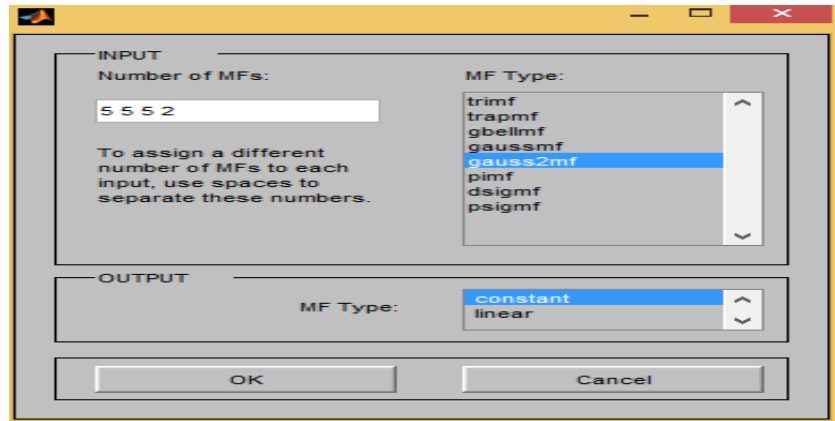 INPUT
Number of MFs:
5 5 5 2
To assign a different
number of MFs to each
input, use spaces to
separate these numbers.
MF Type:
trimf
trapmf
gbellmf
gaussmf
gauss2mf
pimf
dsigmf
psigmf
OUTPUT
MF Type:
constant
linear
OK
Cancel